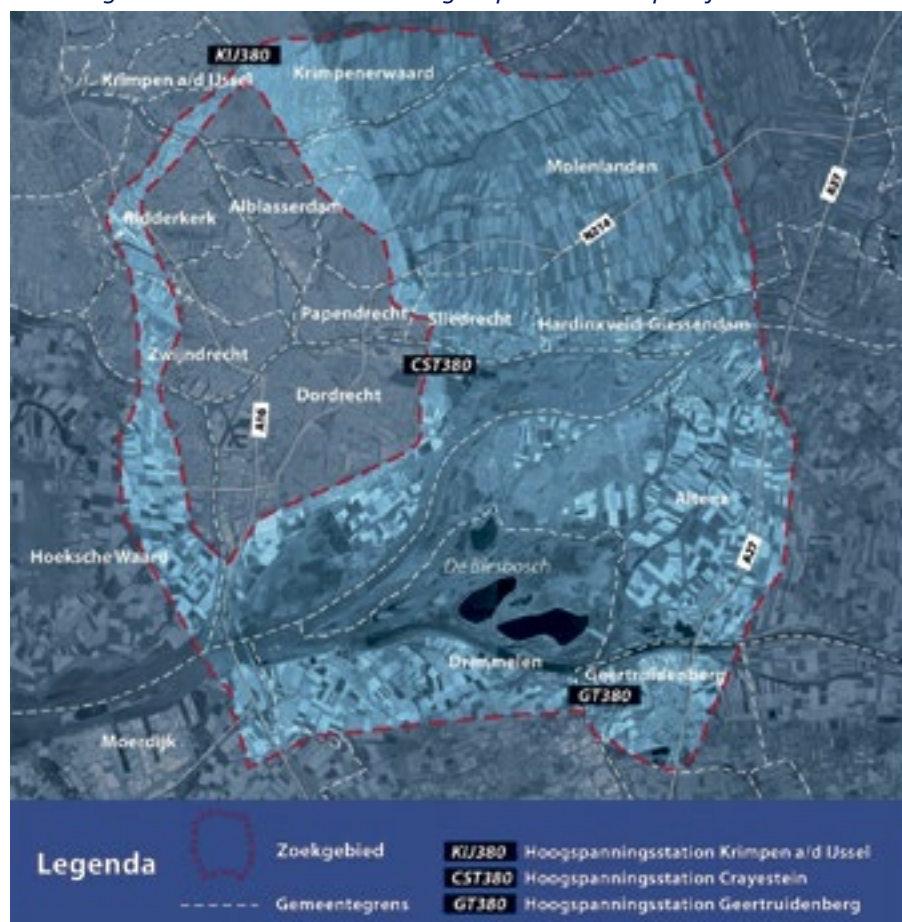 KIJ380
Krimpen a/d IJssel
Krimpenerwaard
Molenlanden
A27
Ridderkerk
Alblasserdam
N214
Papendrecht
Sliedrecht
Hardinxveld-Giessendam
Zwijndrecht
CST380
Dordrecht
A16
Altena
Hoeksche Waard
A27
De Biesbosch
Drimmelen
Geertruidenberg
GT380
Moerdijk
Legenda
Zoekgebied
Gemeentegrens
KIJ380 Hoogspanningsstation Krimpen a/d IJssel
CST380 Hoogspanningsstation Crayestein
GT380 Hoogspanningsstation Geertruidenberg